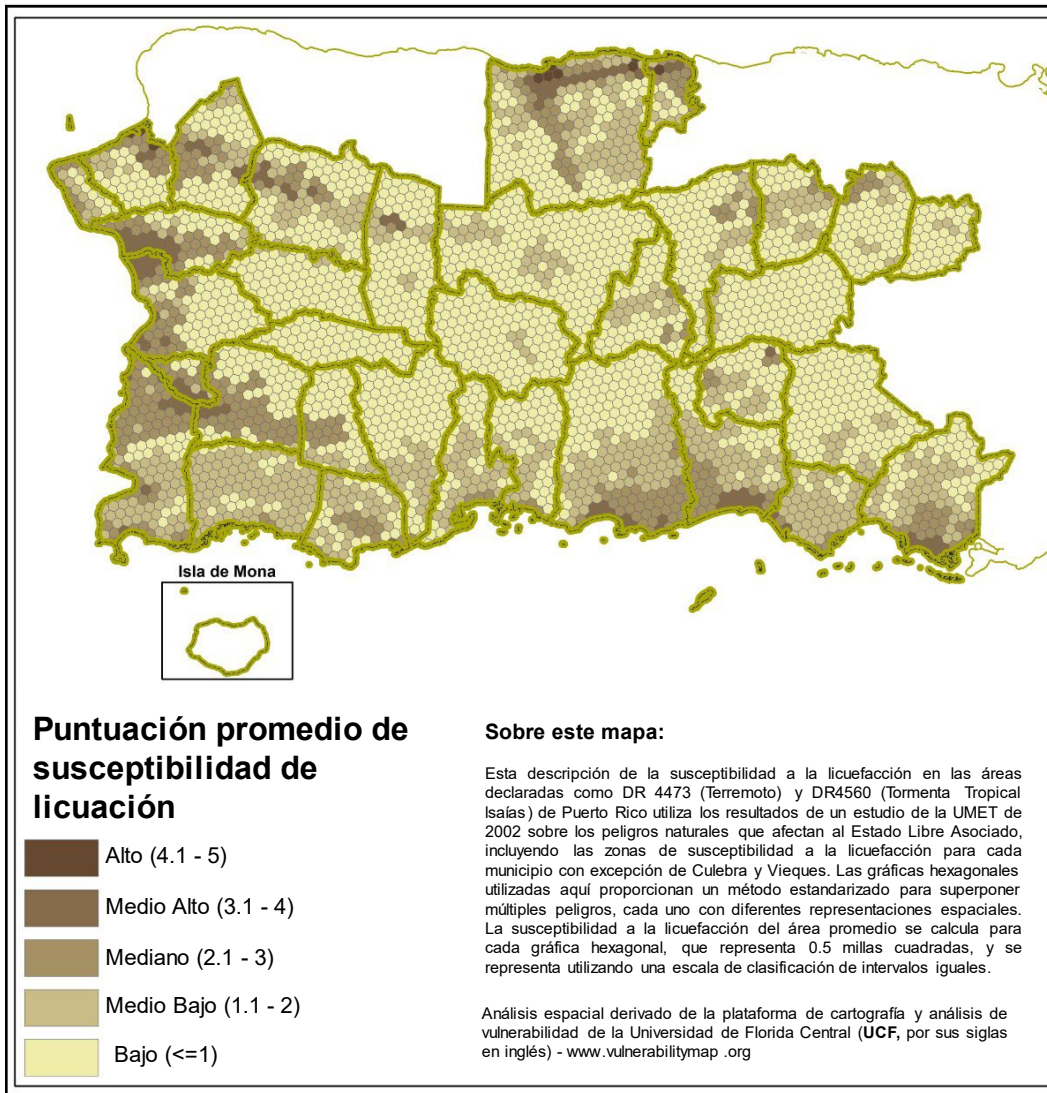 Isla de Mona
Puntuación promedio de
susceptibilidad de
licuación
Alto (4.1 - 5)
Medio Alto (3.1 - 4)
Mediano (2.1 - 3)
Medio Bajo (1.1 - 2)
Bajo (<=1)
Sobre este mapa:
Esta descripción de la susceptibilidad a la licuefacción en las áreas
declaradas como DR 4473 (Terremoto) y DR4560 (Tormenta Tropical
Isaías) de Puerto Rico utiliza los resultados de un estudio de la UMET de
2002 sobre los peligros naturales que afectan al Estado Libre Asociado,
incluyendo las zonas de susceptibilidad a la licuefacción para cada
municipio con excepción de Culebra y Vieques. Las gráficas hexagonales
utilizadas aquí proporcionan un método estandarizado para superponer
múltiples peligros, cada uno con diferentes representaciones espaciales.
La susceptibilidad a la licuefacción del área promedio se calcula para
cada gráfica hexagonal, que representa 0.5 millas cuadradas, y se
representa utilizando una escala de clasificación de intervalos iguales.
Análisis espacial derivado de la plataforma de cartografía y análisis de
vulnerabilidad de la Universidad de Florida Central (UCF, por sus siglas
en inglés) - www.vulnerabilitymap .org